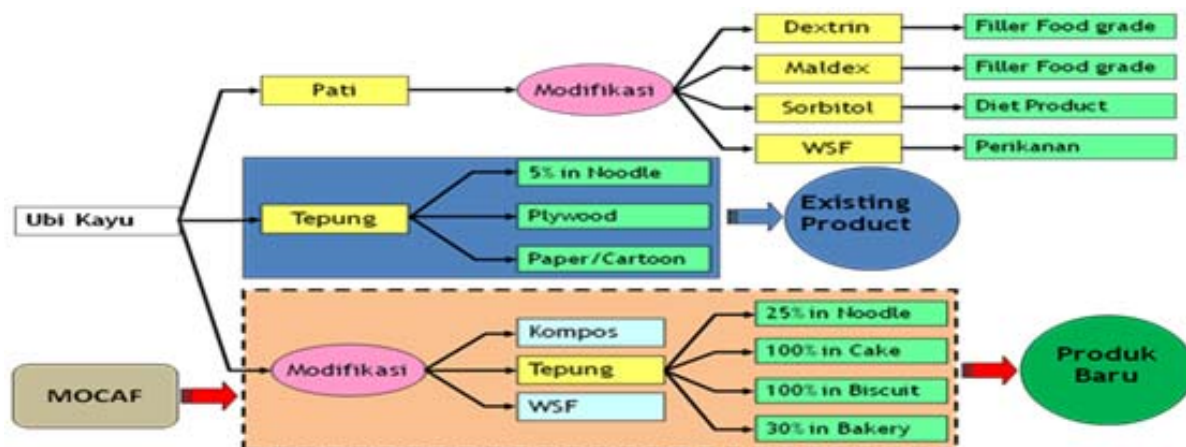 Dextrin
Filler Food grade
Pati
Modifikasi
Maldex
Filler Food grade
Sorbitol
Diet Product
WSF
Perikanan
Ubi Kayu
Tepung
5% in Noodle
Plywood
Paper/Cartoon
Existing
Product
MOCAF
Modifikasi
Kompos
Tepung
WSF
25% in Noodle
100% in Cake
100% in Biscuit
30% in Bakery
Produk
Baru